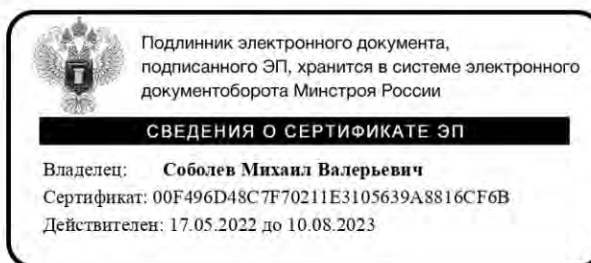 Подлинник электронного документа,
подписанного ЭП, хранится в системе электронного
документоборота Минстроя России
СВЕДЕНИЯ О СЕРТИФИКАТЕ ЭП
Владелец: Соболев Михаил Валерьевич
Сертификат: 00F496D48C7F70211E3105639A8816CF6B
Действителен: 17.05.2022 до 10.08.2023